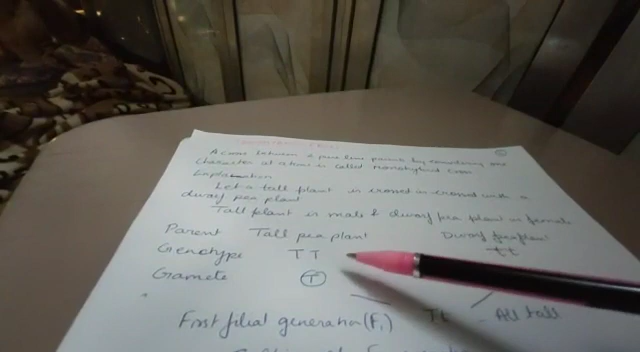 A cross between 2 pure line parents by considering one
character at a time is called Monohybrid cross
Explanation
Let a tall plant is crossed in crossed with a
dwarf pea plant
Tall plant is male & dwarf pea plant is female
Parent Tall pea plant Dwarf pea plant
Genotype TT tt
Gamete T
First filial generation (F1) Tt - All tall